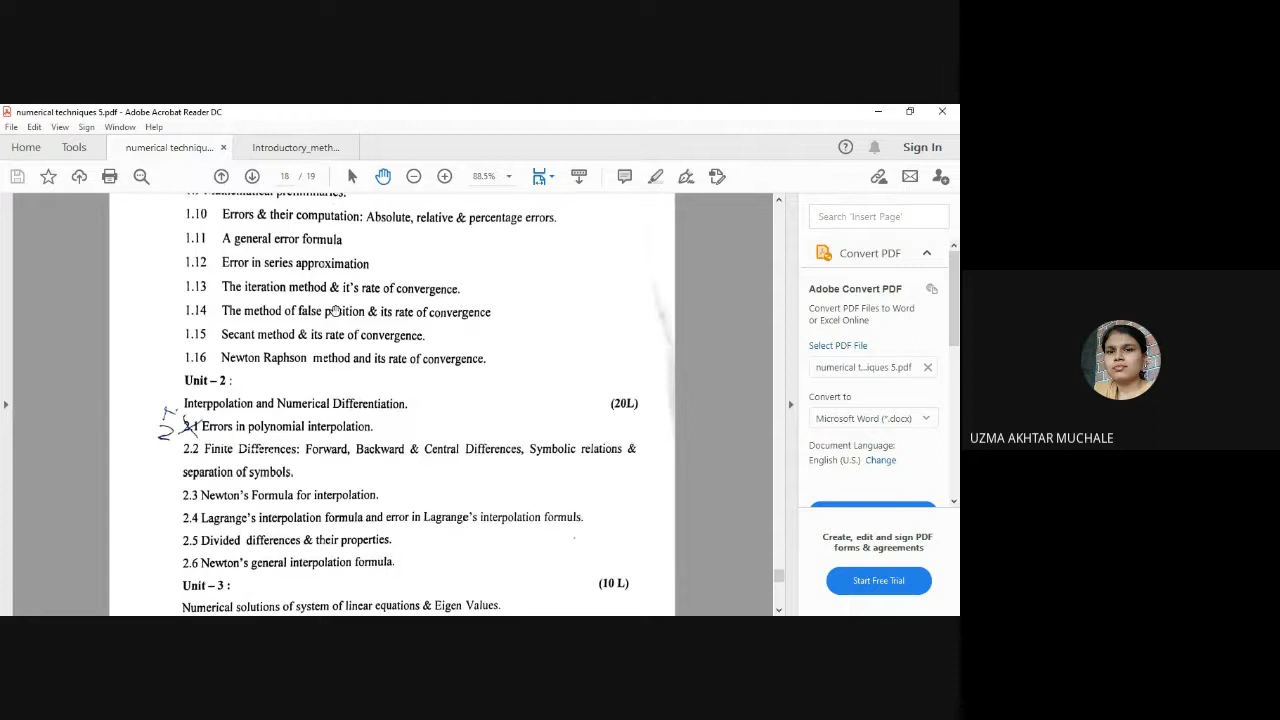 numerical techniques 5.pdf - Adobe Acrobat Reader DC
File Edit View Sign Window Help
Home Tools numerical techniqu... × Introductory_meth... Sign In
18 / 19 88.5%
Mathematical preliminaries.
1.10 Errors & their computation: Absolute, relative & percentage errors.
1.11 A general error formula
1.12 Error in series approximation
1.13 The iteration method & it's rate of convergence.
1.14 The method of false position & its rate of convergence
1.15 Secant method & its rate of convergence.
1.16 Newton Raphson method and its rate of convergence.
Unit – 2 :
Interppolation and Numerical Differentiation. (20L)
2.1 Errors in polynomial interpolation.
2
2.2 Finite Differences: Forward, Backward & Central Differences, Symbolic relations &
separation of symbols.
2.3 Newton's Formula for interpolation.
2.4 Lagrange's interpolation formula and error in Lagrange's interpolation formuls.
2.5 Divided differences & their properties.
2.6 Newton's general interpolation formula.
Unit – 3 : (10 L)
Numerical solutions of system of linear equations & Eigen Values.
Search 'Insert Page'
Convert PDF
Adobe Convert PDF
Convert PDF Files to Word
or Excel Online
Select PDF File
numerical t...iques 5.pdf ×
Convert to
Microsoft Word (*.docx)
Document Language:
English (U.S.) Change
Create, edit and sign PDF
forms & agreements
Start Free Trial
UZMA AKHTAR MUCHALE